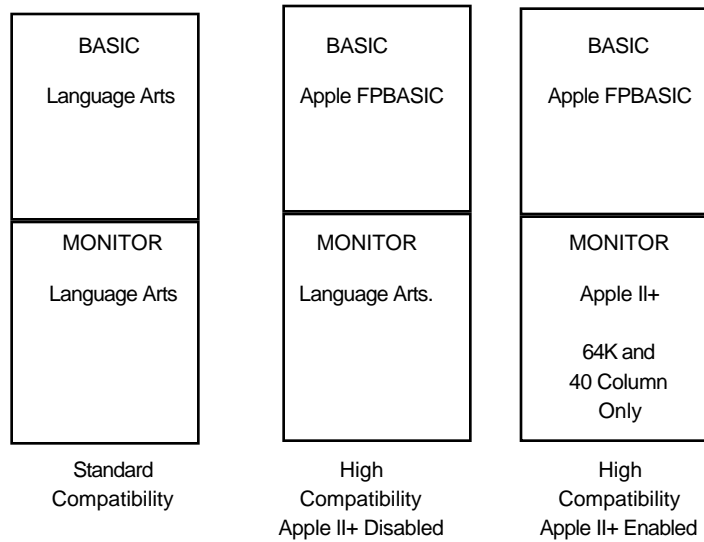 BASIC
Language Arts
MONITOR
Language Arts
Standard
Compatibility
BASIC
Apple FPBASIC
MONITOR
Language Arts.
High
Compatibility
Apple II+ Disabled
BASIC
Apple FPBASIC
MONITOR
Apple II+
64K and
40 Column
Only
High
Compatibility
Apple II+ Enabled